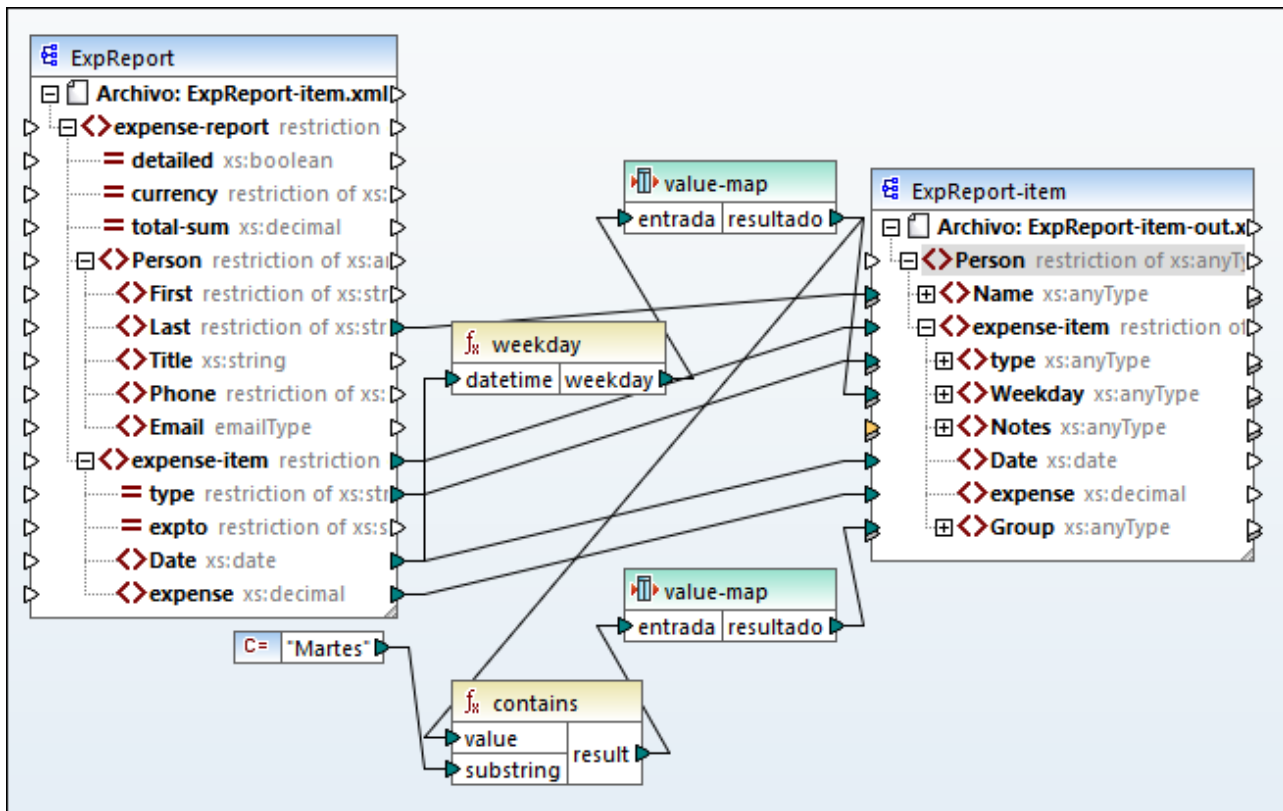 ExpReport
Archivo: ExpReport-item.xml
expense-report restriction
= detailed xs:boolean
= currency restriction of xs:
= total-sum xs:decimal
Person restriction of xs:a
First restriction of xs:str
Last restriction of xs:str
Title xs:string
Phone restriction of xs:
Email emailType
expense-item restriction
= type restriction of xs:str
= expto restriction of xs:s
Date xs:date
expense xs:decimal
C= "Martes"
fx weekday
datetime weekday
value-map
entrada resultado
fx contains
value
substring
result
value-map
entrada resultado
ExpReport-item
Archivo: ExpReport-item-out.x
Person restriction of xs:anyTy
Name xs:anyType
expense-item restriction of
type xs:anyType
Weekday xs:anyType
Notes xs:anyType
Date xs:date
expense xs:decimal
Group xs:anyType